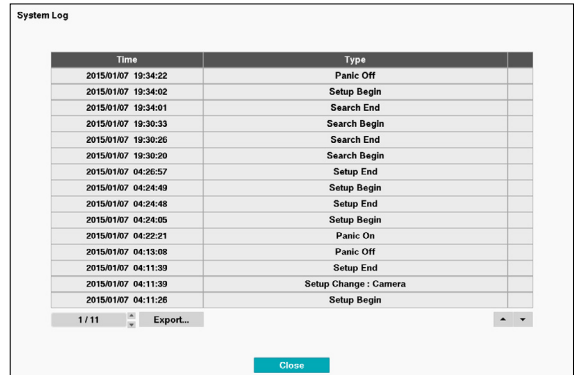 System Log
Time Type
2015/01/07 19:34:22 Panic Off
2015/01/07 19:34:02 Setup Begin
2015/01/07 19:34:01 Search End
2015/01/07 19:30:33 Search Begin
2015/01/07 19:30:26 Search End
2015/01/07 19:30:20 Search Begin
2015/01/07 04:26:57 Setup End
2015/01/07 04:24:49 Setup Begin
2015/01/07 04:24:48 Setup End
2015/01/07 04:24:05 Setup Begin
2015/01/07 04:22:21 Panic On
2015/01/07 04:13:08 Panic Off
2015/01/07 04:11:39 Setup End
2015/01/07 04:11:39 Setup Change : Camera
2015/01/07 04:11:26 Setup Begin
1 / 11 Export...
Close